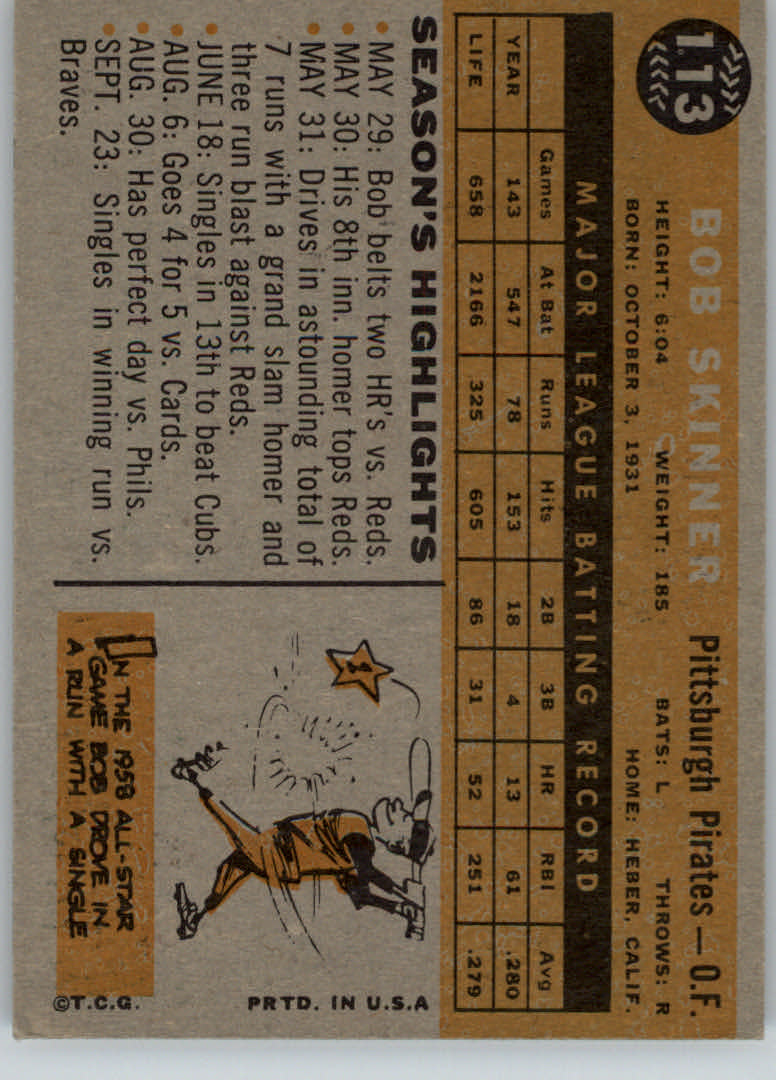 113
BOB SKINNER Pittsburgh Pirates—O.F.
HEIGHT: 6:04 WEIGHT: 185 BATS: L THROWS: R
BORN: OCTOBER 3, 1931 HOME: HEBER, CALIF.
MAJOR LEAGUE BATTING RECORD
Games At Bat Runs Hits 2B 3B HR RBI Avg
YEAR 143 547 78 153 18 4 13 61 .280
LIFE 658 2166 325 605 86 31 52 251 .279
SEASON'S HIGHLIGHTS
• MAY 29: Bob belts two HR's vs. Reds.
• MAY 30: His 8th inn. homer tops Reds.
• MAY 31: Drives in astounding total of
7 runs with a grand slam homer and
three run blast against Reds.
• JUNE 18: Singles in 13th to beat Cubs.
• AUG. 6: Goes 4 for 5 vs. Cards.
• AUG. 30: Has perfect day vs. Phils.
• SEPT. 23: Singles in winning run vs.
Braves.
1
IN THE 1958 ALL-STAR
GAME BOB DROVE IN
A RUN WITH A SINGLE
©T.C.G. PRTD. IN U.S.A